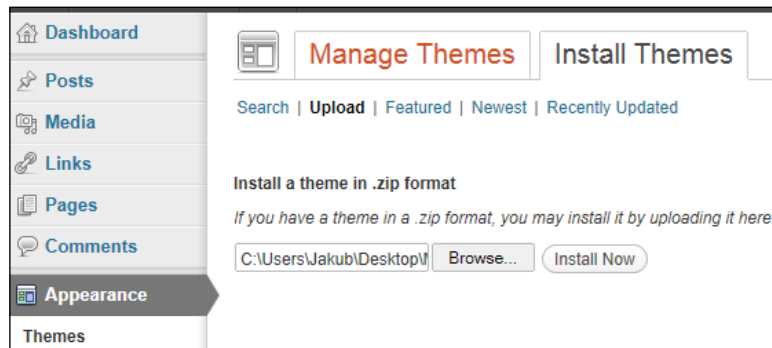 Dashboard
Posts
Media
Links
Pages
Comments
Appearance
Themes
Manage Themes
Install Themes
Search | Upload | Featured | Newest | Recently Updated
Install a theme in .zip format
If you have a theme in a .zip format, you may install it by uploading it here
C:\Users\Jakub\Desktop\ Browse... Install Now